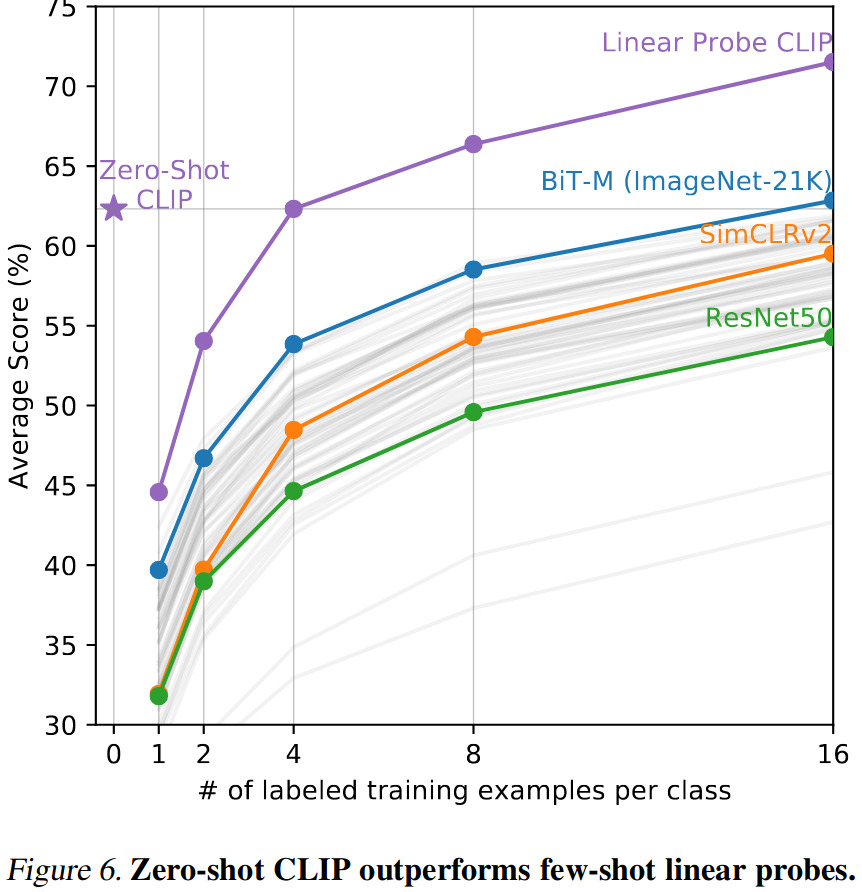 75
70
65
60
55
50
45
40
35
30
Average Score (%)
Linear Probe CLIP
Zero-Shot
CLIP
BiT-M (ImageNet-21K)
SimCLRv2
ResNet50
0 1 2 4 8 16
# of labeled training examples per class
Figure 6. Zero-shot CLIP outperforms few-shot linear probes.